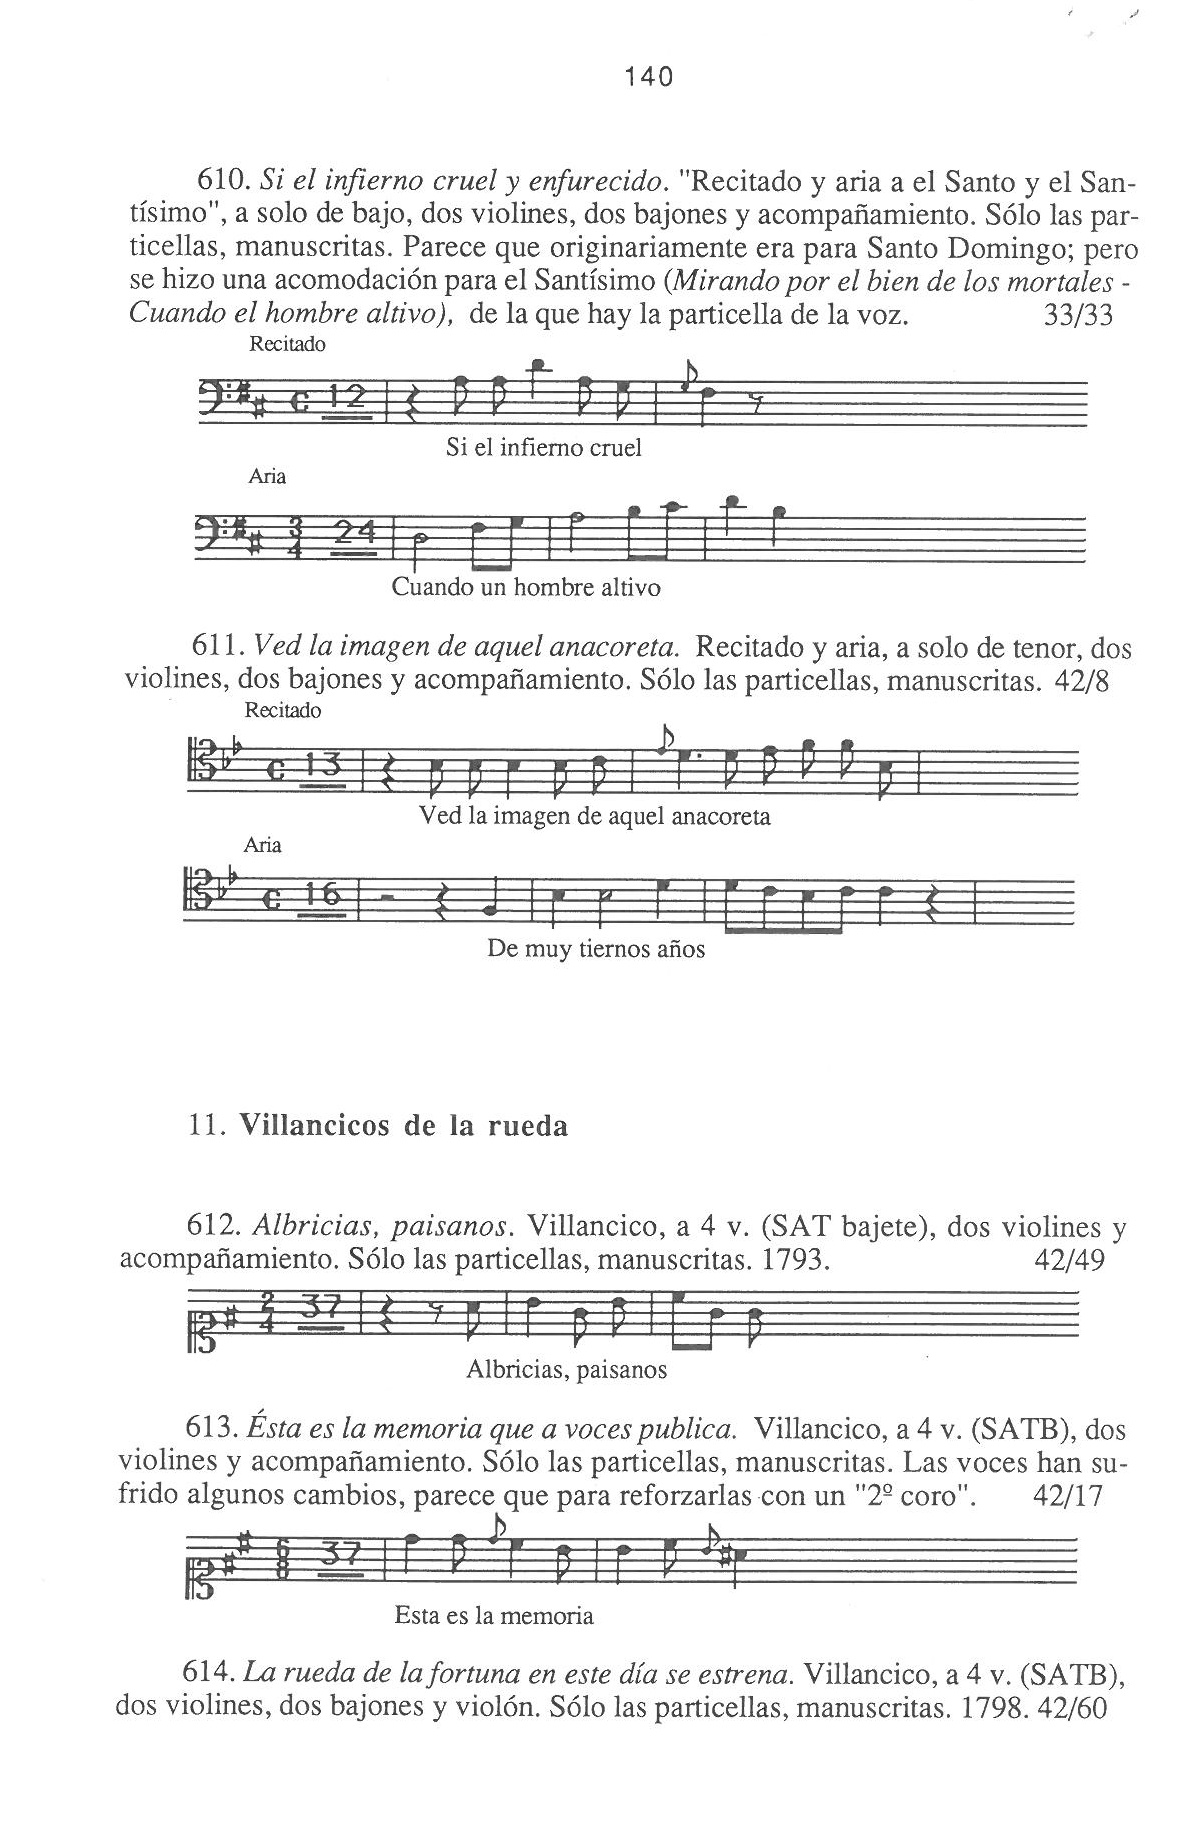 140
610. Si el infierno cruel y enfurecido. "Recitado y aria a el Santo y el San-
tísimo", a solo de bajo, dos violines, dos bajones y acompañamiento. Sólo las par-
ticellas, manuscritas. Parece que originariamente era para Santo Domingo; pero
se hizo una acomodación para el Santísimo (Mirando por el bien de los mortales -
Cuando el hombre altivo), de la que hay la particella de la voz. 33/33
Recitado
12
Si el infierno cruel
Aria
3
4
24
Cuando un hombre altivo
611. Ved la imagen de aquel anacoreta. Recitado y aria, a solo de tenor, dos
violines, dos bajones y acompañamiento. Sólo las particellas, manuscritas. 42/8
Recitado
13
Ved la imagen de aquel anacoreta
Aria
16
De muy tiernos años
11. Villancicos de la rueda
612. Albricias, paisanos. Villancico, a 4 v. (SAT bajete), dos violines y
acompañamiento. Sólo las particellas, manuscritas. 1793. 42/49
2
4
37
Albricias, paisanos
613. Ésta es la memoria que a voces publica. Villancico, a 4 v. (SATB), dos
violines y acompañamiento. Sólo las particellas, manuscritas. Las voces han su-
frido algunos cambios, parece que para reforzarlas con un "2º coro". 42/17
6
8
37
Esta es la memoria
614. La rueda de la fortuna en este día se estrena. Villancico, a 4 v. (SATB),
dos violines, dos bajones y violón. Sólo las particellas, manuscritas. 1798. 42/60